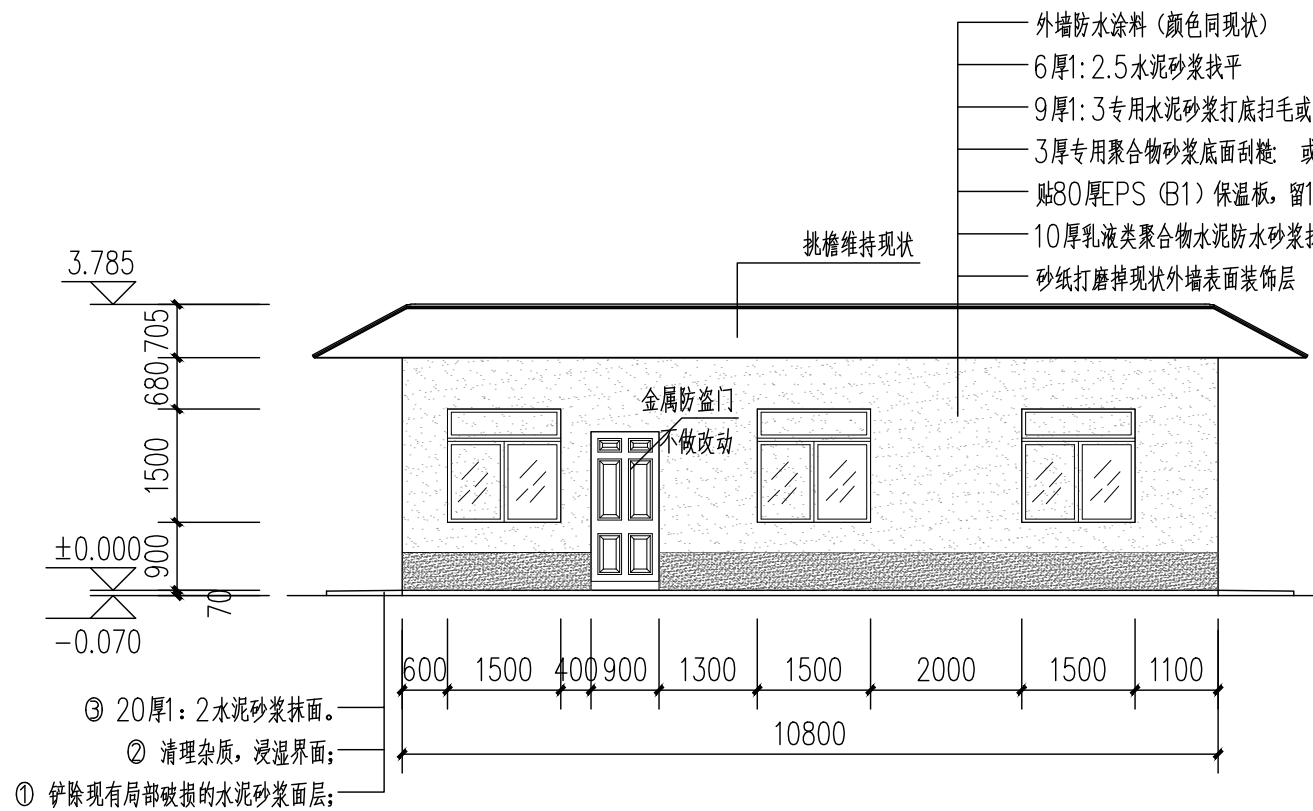 外墙防水涂料（颜色同现状）
6厚1:2.5水泥砂浆找平
9厚1:3专用水泥砂浆打底扫毛或
3厚专用聚合物砂浆底面刮糙: 或
贴80厚EPS（B1）保温板，留1
10厚乳液类聚合物水泥防水砂浆
砂纸打磨掉现状外墙表面装饰层
挑檐维持现状
3.785
705
680
1500
900
70
±0.000
-0.070
金属防盗门
不做改动
600 1500 400 900 1300 1500 2000 1500 1100
10800
③ 20厚1：2水泥砂浆抹面。
② 清理杂质，浸湿界面；
① 铲除现有局部破损的水泥砂浆面层；